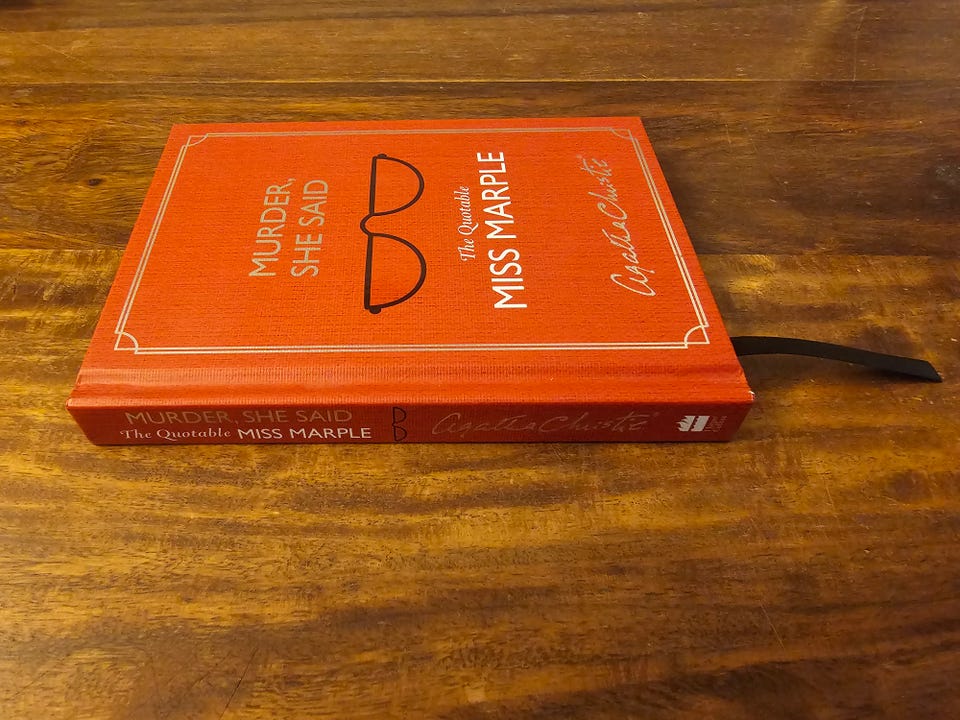 MURDER,
SHE SAID
The Quotable
MISS MARPLE
Agatha Christie
MURDER, SHE SAID
The Quotable MISS MARPLE
Agatha Christie